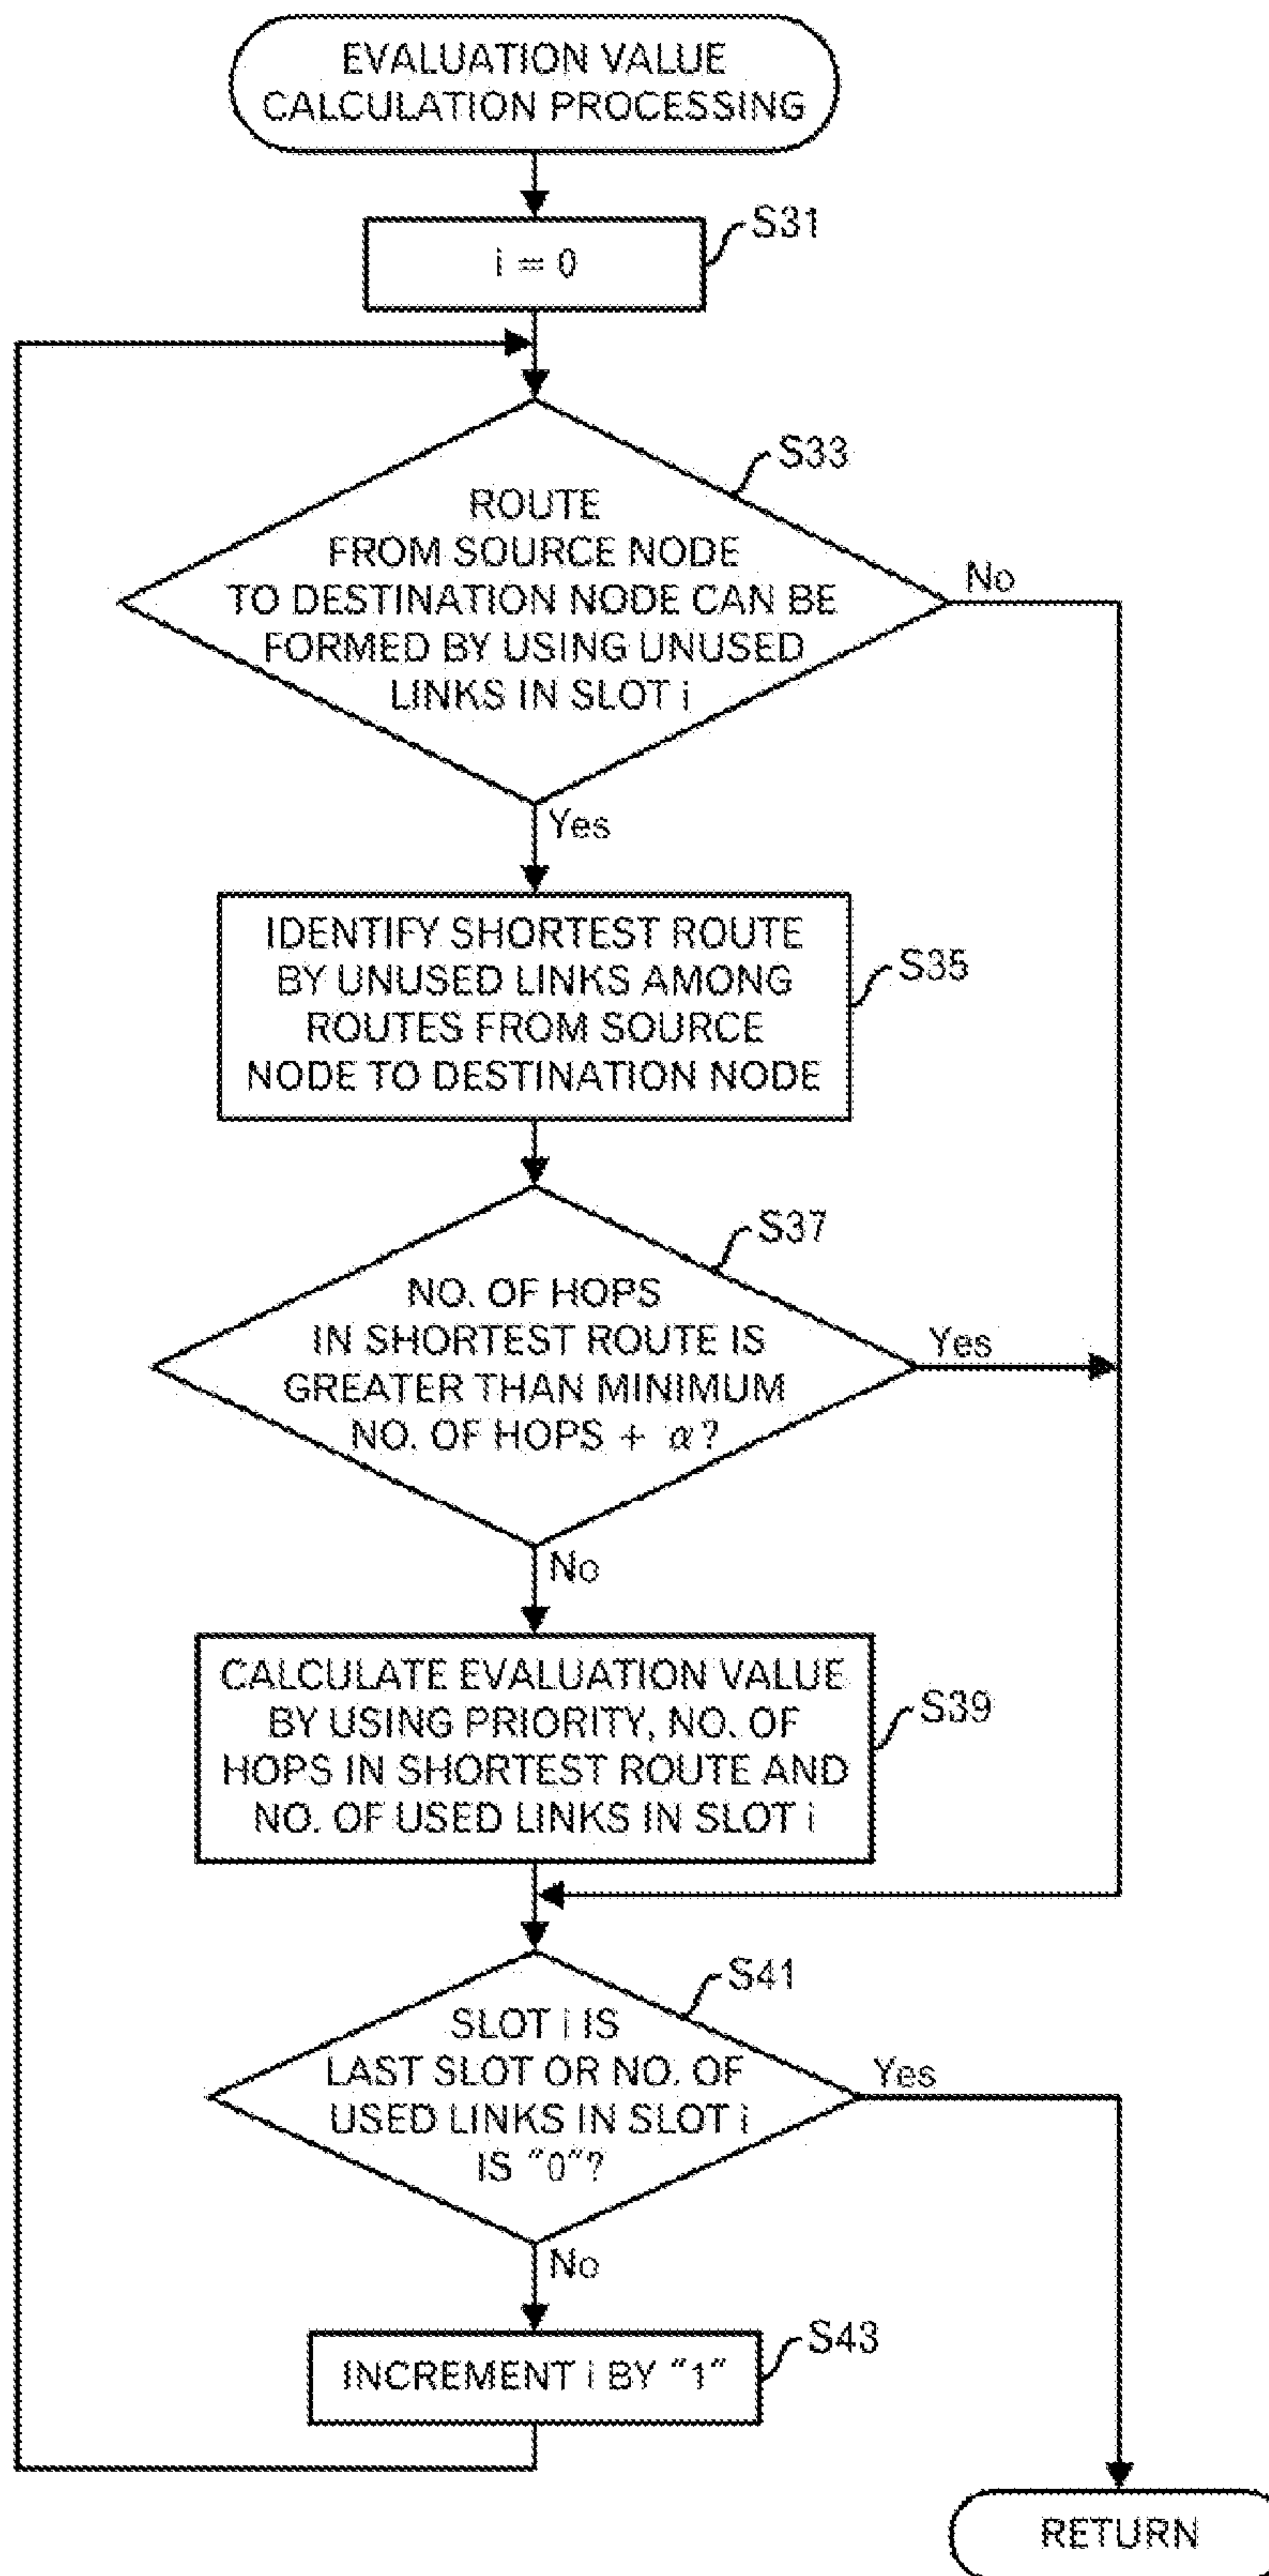 EVALUATION VALUE
CALCULATION PROCESSING
S31
i = 0
S33
ROUTE
FROM SOURCE NODE
TO DESTINATION NODE CAN BE
FORMED BY USING UNUSED
LINKS IN SLOT i
No
Yes
IDENTIFY SHORTEST ROUTE
BY UNUSED LINKS AMONG
ROUTES FROM SOURCE
NODE TO DESTINATION NODE
S35
S37
NO. OF HOPS
IN SHORTEST ROUTE IS
GREATER THAN MINIMUM
NO. OF HOPS + α?
Yes
No
CALCULATE EVALUATION VALUE
BY USING PRIORITY, NO. OF
HOPS IN SHORTEST ROUTE AND
NO. OF USED LINKS IN SLOT i
S39
S41
SLOT i IS
LAST SLOT OR NO. OF
USED LINKS IN SLOT i
IS "0"?
Yes
No
S43
INCREMENT i BY "1"
RETURN